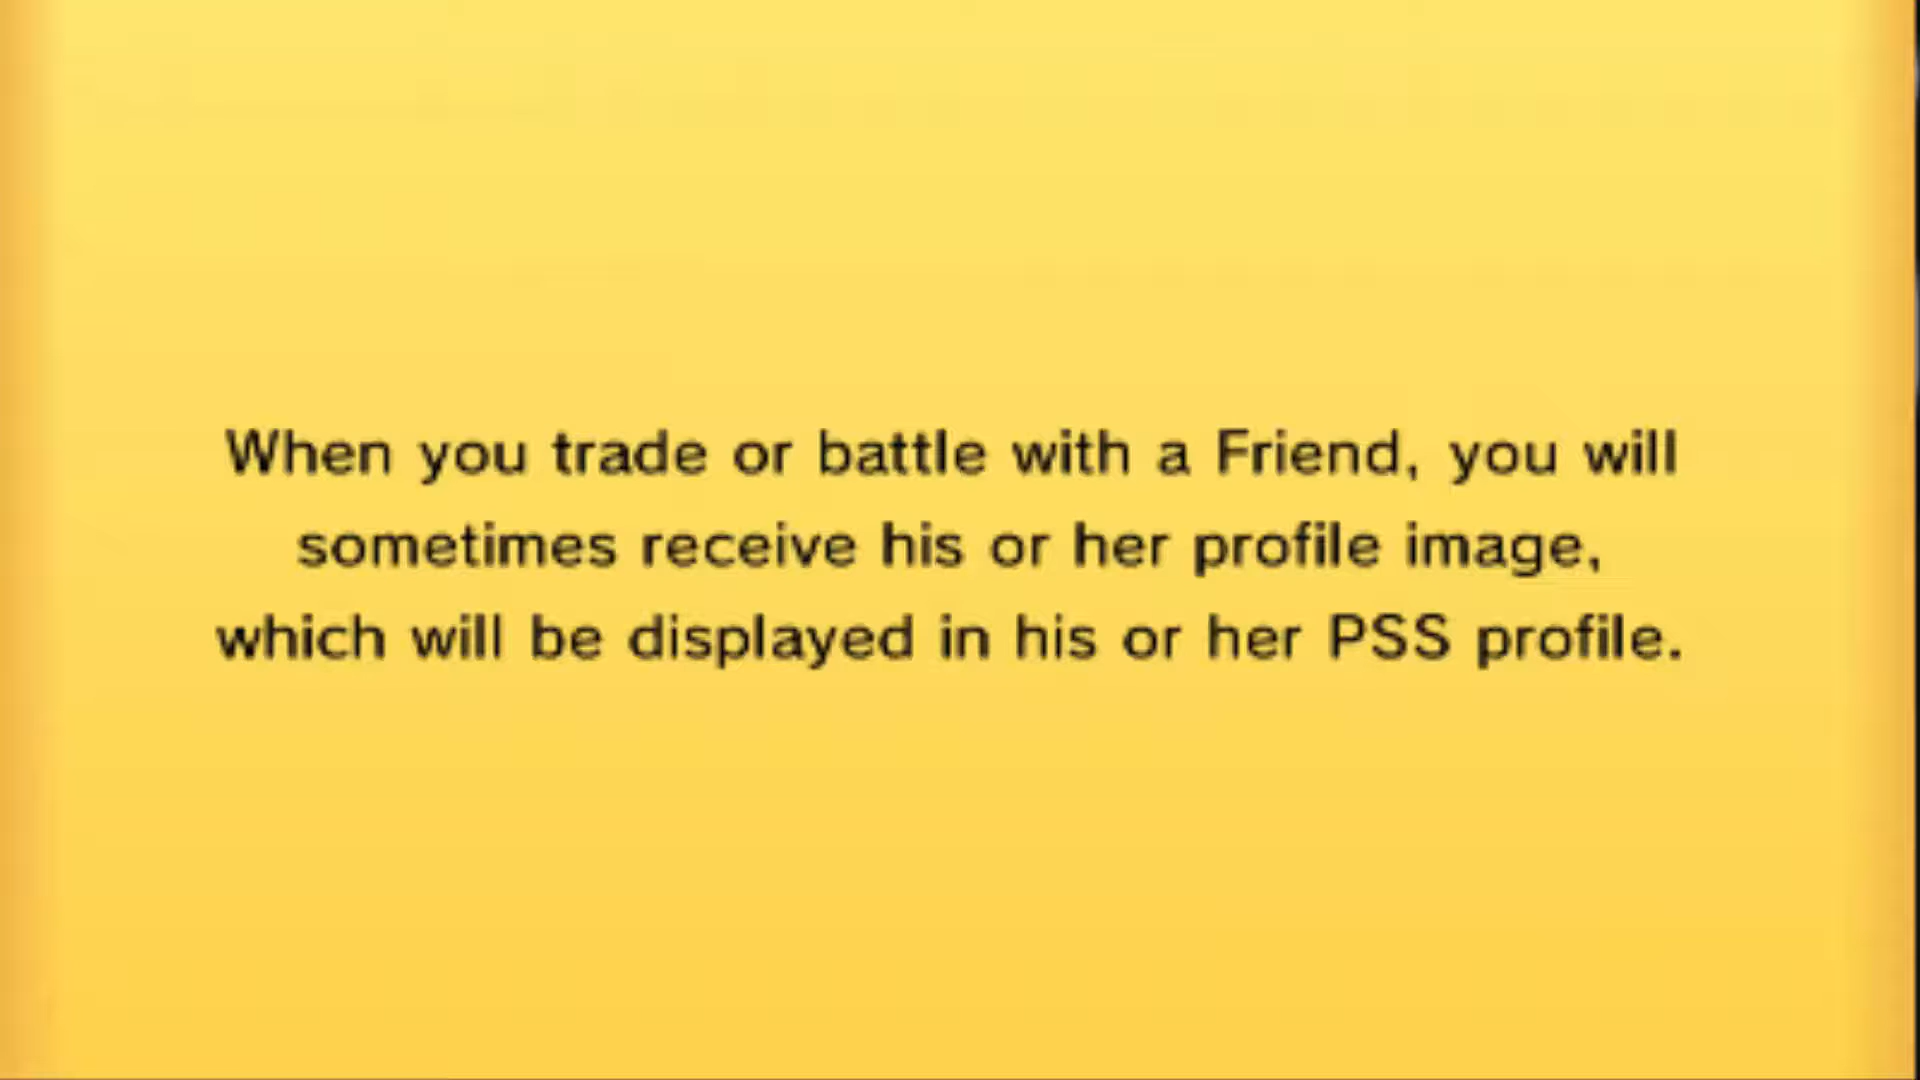 When you trade or battle with a Friend, you will
sometimes receive his or her profile image,
which will be displayed in his or her PSS profile.